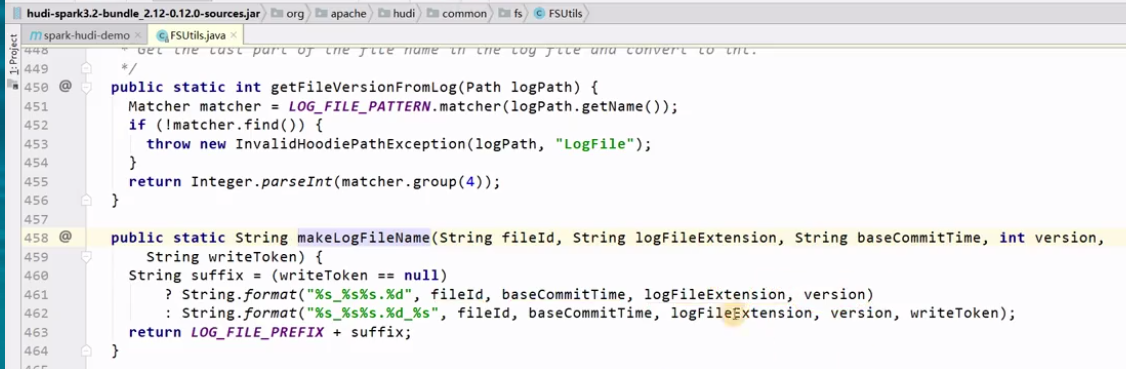 hudi-spark3.2-bundle_2.12-0.12.0-sources.jar org apache hudi common fs FSUtils
spark-hudi-demo × FSUtils.java ×
1: Project
448 * Get the last part of the file name in the log file and convert to int.
449 */
450 @ public static int getFileVersionFromLog(Path logPath) {
451 Matcher matcher = LOG_FILE_PATTERN.matcher(logPath.getName());
452 if (!matcher.find()) {
453 throw new InvalidHoodiePathException(logPath, "LogFile");
454 }
455 return Integer.parseInt(matcher.group(4));
456 }
457
458 @ public static String makeLogFileName(String fileId, String logFileExtension, String baseCommitTime, int version,
459 String writeToken) {
460 String suffix = (writeToken == null)
461 ? String.format("%s_%s%s.%d", fileId, baseCommitTime, logFileExtension, version)
462 : String.format("%s_%s%s.%d_%s", fileId, baseCommitTime, logFileExtension, version, writeToken);
463 return LOG_FILE_PREFIX + suffix;
464 }
465